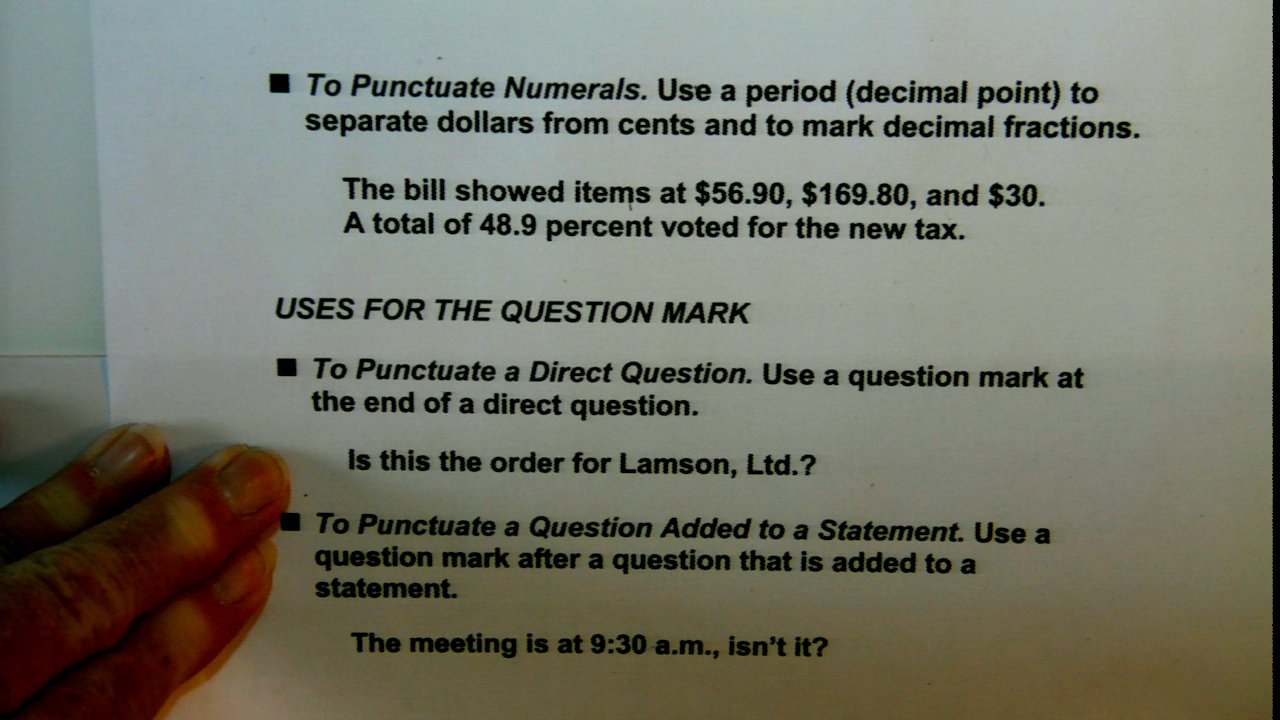 ■ To Punctuate Numerals. Use a period (decimal point) to
separate dollars from cents and to mark decimal fractions.
The bill showed items at $56.90, $169.80, and $30.
A total of 48.9 percent voted for the new tax.
USES FOR THE QUESTION MARK
■ To Punctuate a Direct Question. Use a question mark at
the end of a direct question.
Is this the order for Lamson, Ltd.?
■ To Punctuate a Question Added to a Statement. Use a
question mark after a question that is added to a
statement.
The meeting is at 9:30 a.m., isn't it?